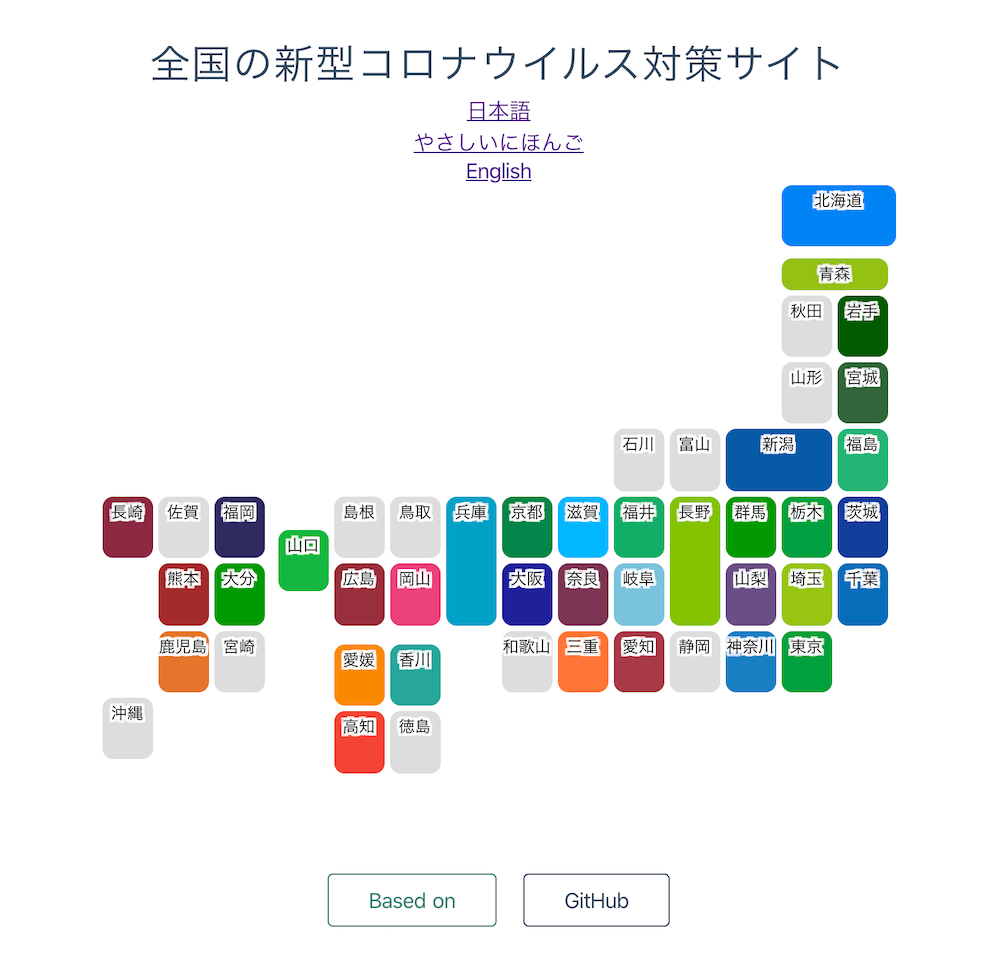 全国の新型コロナウイルス対策サイト
日本語
やさしいにほんご
English
北海道
青森
秋田 岩手
山形 宮城
石川 富山 新潟 福島
長崎 佐賀 福岡 島根 鳥取 兵庫 京都 滋賀 福井 長野 群馬 栃木 茨城
山口
熊本 大分 広島 岡山 大阪 奈良 岐阜 山梨 埼玉 千葉
鹿児島 宮崎 和歌山 三重 愛知 静岡 神奈川 東京
愛媛 香川
沖縄
高知 徳島
Based on GitHub